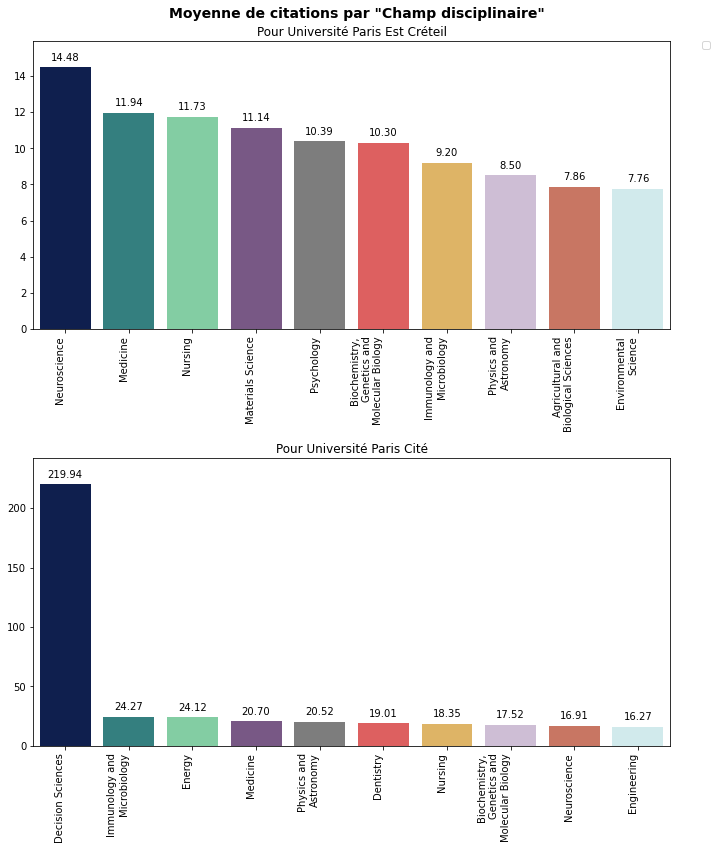 Moyenne de citations par "Champ disciplinaire"
Pour Université Paris Est Créteil
14.48
11.94
11.73
11.14
10.39
10.30
9.20
8.50
7.86
7.76
14
12
10
8
6
4
2
0
Neuroscience
Medicine
Nursing
Materials Science
Psychology
Biochemistry,
Genetics and
Molecular Biology
Immunology and
Microbiology
Physics and
Astronomy
Agricultural and
Biological Sciences
Environmental
Science
Pour Université Paris Cité
219.94
24.27
24.12
20.70
20.52
19.01
18.35
17.52
16.91
16.27
200
150
100
50
0
Decision Sciences
Immunology and
Microbiology
Energy
Medicine
Physics and
Astronomy
Dentistry
Nursing
Biochemistry,
Genetics and
Molecular Biology
Neuroscience
Engineering